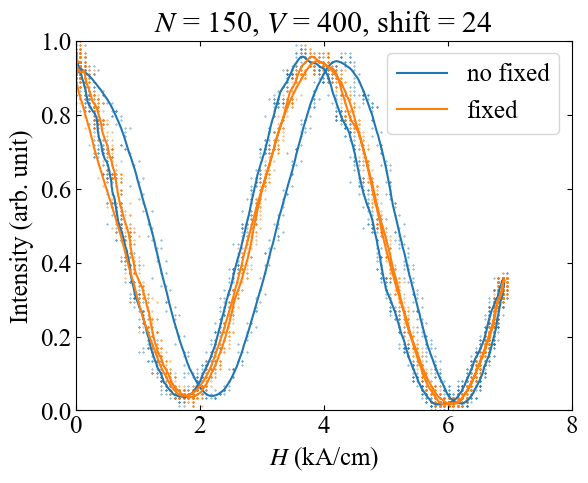 N = 150, V = 400, shift = 24
1.0
0.8
0.6
0.4
0.2
0.0
Intensity (arb. unit)
no fixed
fixed
0 2 4 6 8
H (kA/cm)